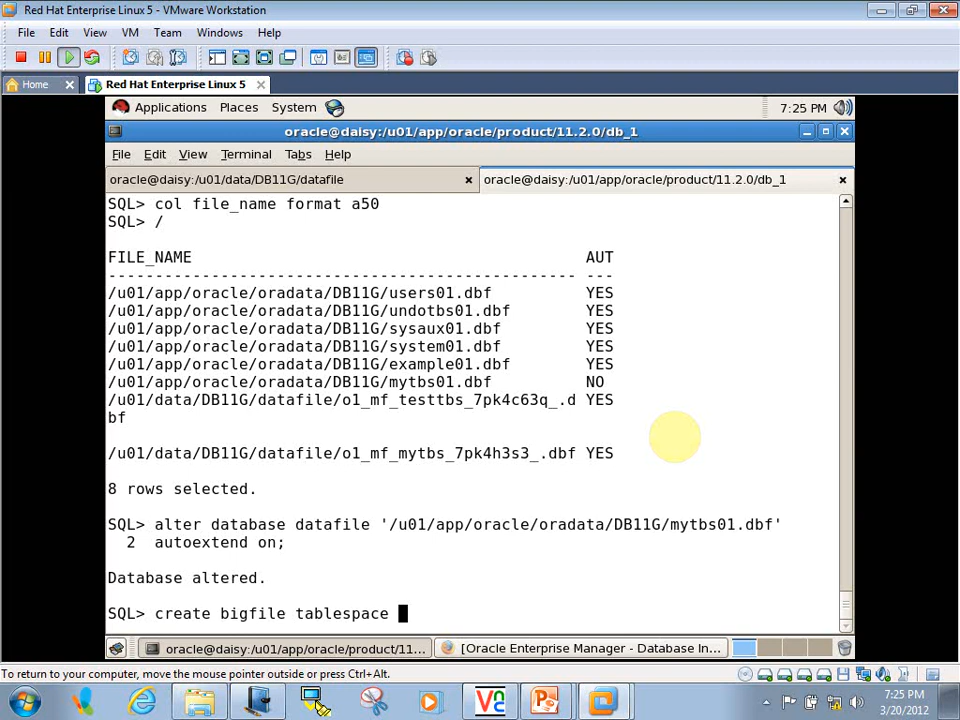 Red Hat Enterprise Linux 5 - VMware Workstation
File Edit View VM Team Windows Help
Home Red Hat Enterprise Linux 5
Applications Places System 7:25 PM
oracle@daisy:/u01/app/oracle/product/11.2.0/db_1
File Edit View Terminal Tabs Help
oracle@daisy:/u01/data/DB11G/datafile oracle@daisy:/u01/app/oracle/product/11.2.0/db_1
SQL> col file_name format a50
SQL> /
FILE_NAME AUT
-------------------------------------------------- ---
/u01/app/oracle/oradata/DB11G/users01.dbf YES
/u01/app/oracle/oradata/DB11G/undotbs01.dbf YES
/u01/app/oracle/oradata/DB11G/sysaux01.dbf YES
/u01/app/oracle/oradata/DB11G/system01.dbf YES
/u01/app/oracle/oradata/DB11G/example01.dbf YES
/u01/app/oracle/oradata/DB11G/mytbs01.dbf NO
/u01/data/DB11G/datafile/o1_mf_testtbs_7pk4c63q_.d YES
bf
/u01/data/DB11G/datafile/o1_mf_mytbs_7pk4h3s3_.dbf YES
8 rows selected.
SQL> alter database datafile '/u01/app/oracle/oradata/DB11G/mytbs01.dbf'
2 autoextend on;
Database altered.
SQL> create bigfile tablespace
oracle@daisy:/u01/app/oracle/product/11... [Oracle Enterprise Manager - Database In...
To return to your computer, move the mouse pointer outside or press Ctrl+Alt.
7:25 PM
3/20/2012